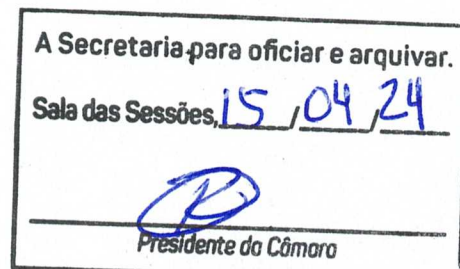 A Secretaria para oficiar e arquivar.
Sala das Sessões, 15 / 04 / 24
Presidente da Câmara